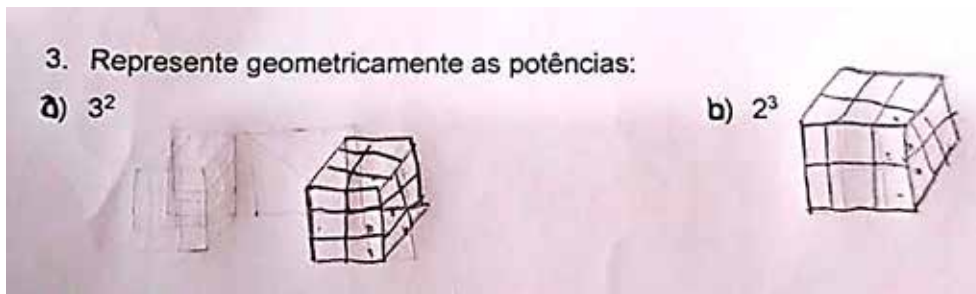 3. Represente geometricamente as potências:
a) 3²
b) 2³